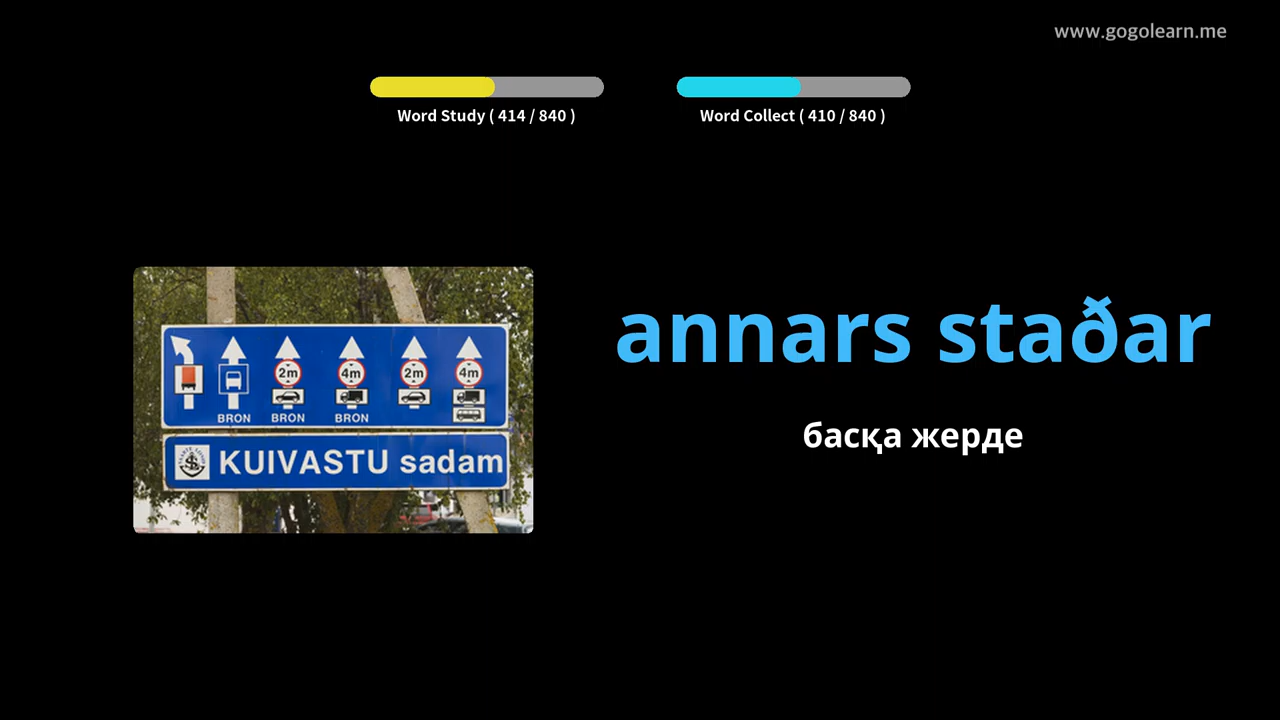 www.gogolearn.me
Word Study ( 414 / 840 )
Word Collect ( 410 / 840 )
2m 4m 2m 4m
BRON BRON BRON
KUIVASTU sadam
annars staðar
басқа жерде